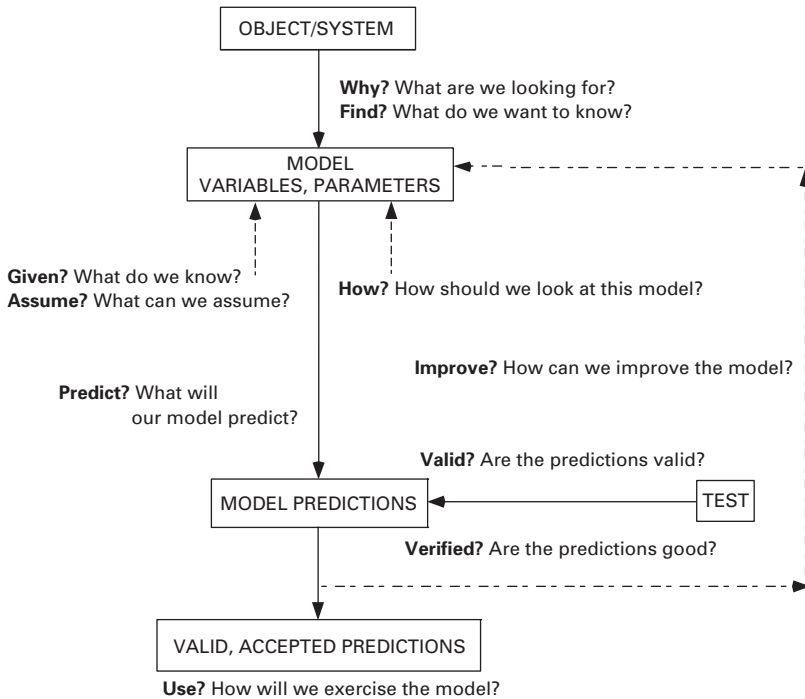 OBJECT/SYSTEM
Why? What are we looking for?
Find? What do we want to know?
MODEL
VARIABLES, PARAMETERS
Given? What do we know?
Assume? What can we assume?
How? How should we look at this model?
Improve? How can we improve the model?
Predict? What will
our model predict?
Valid? Are the predictions valid?
MODEL PREDICTIONS
TEST
Verified? Are the predictions good?
VALID, ACCEPTED PREDICTIONS
Use? How will we exercise the model?